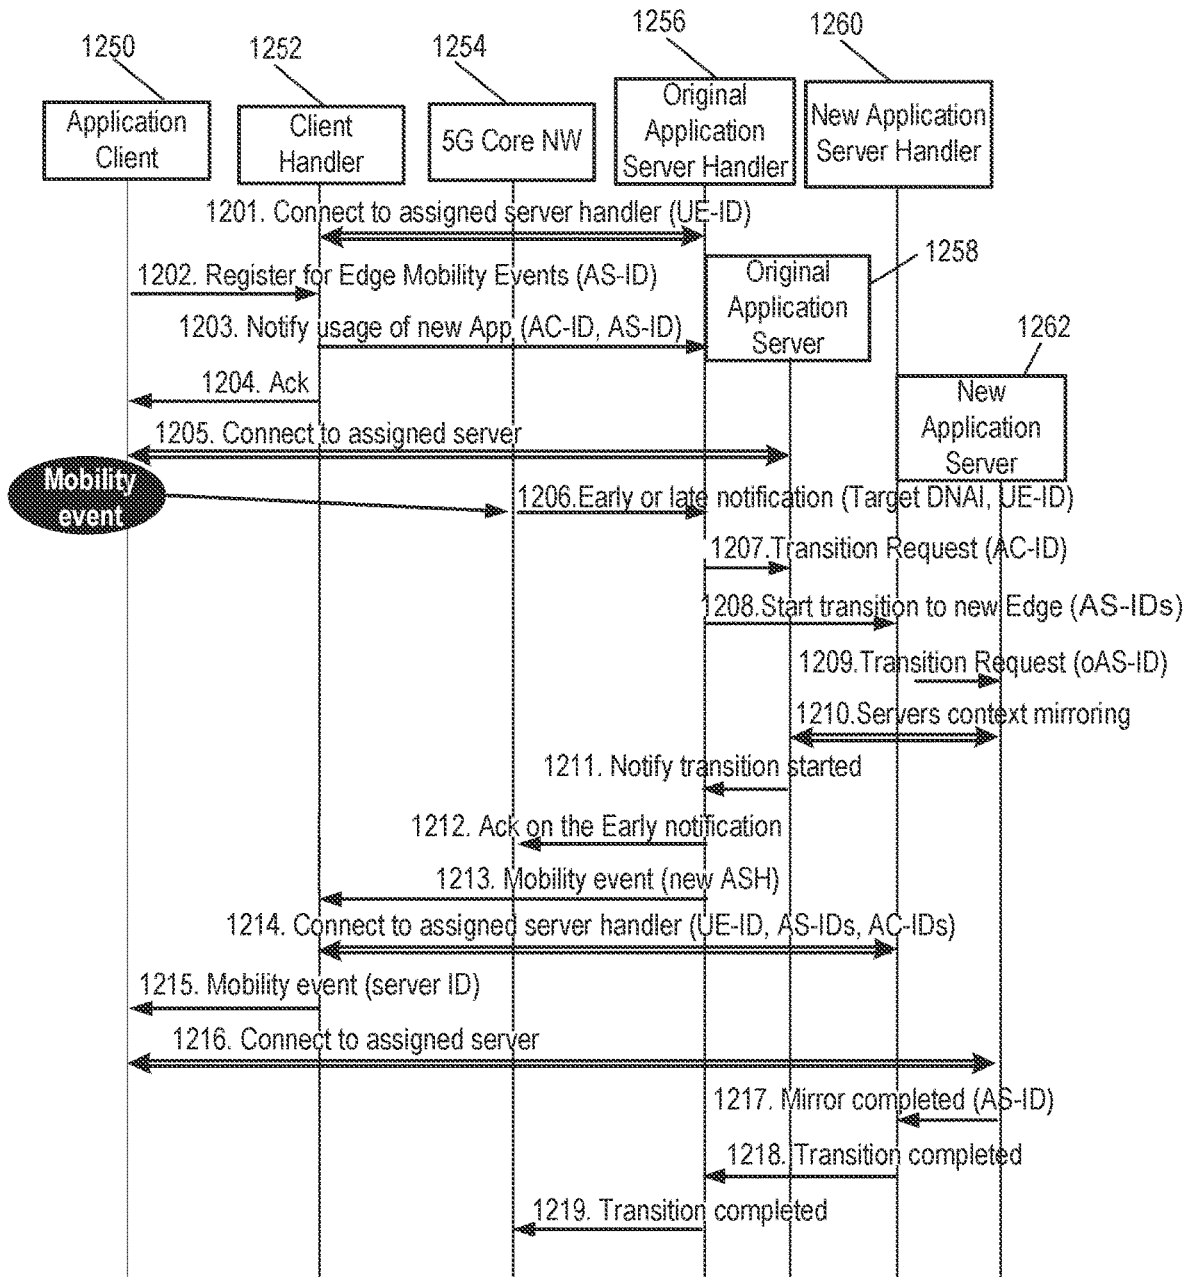 1250
1252
1254
1256
1260
Application
Client
Client
Handler
5G Core NW
Original
Application
Server Handler
New Application
Server Handler
1201. Connect to assigned server handler (UE-ID)
1258
Original
Application
Server
1202. Register for Edge Mobility Events (AS-ID)
1203. Notify usage of new App (AC-ID, AS-ID)
1262
New
Application
Server
1204. Ack
1205. Connect to assigned server
Mobility
event
1206.Early or late notification (Target DNAI, UE-ID)
1207.Transition Request (AC-ID)
1208.Start transition to new Edge (AS-IDs)
1209.Transition Request (oAS-ID)
1210.Servers context mirroring
1211. Notify transition started
1212. Ack on the Early notification
1213. Mobility event (new ASH)
1214. Connect to assigned server handler (UE-ID, AS-IDs, AC-IDs)
1215. Mobility event (server ID)
1216. Connect to assigned server
1217. Mirror completed (AS-ID)
1218. Transition completed
1219. Transition completed